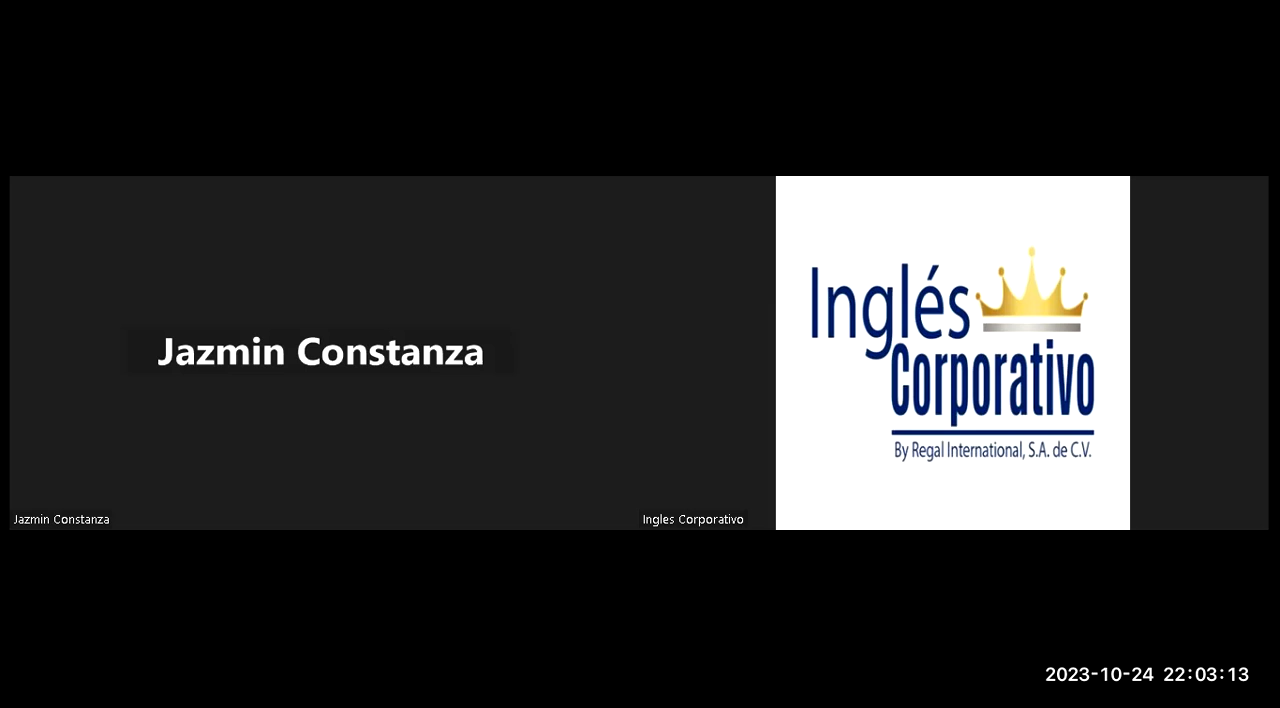 Jazmin Constanza
Jazmin Constanza
Inglés
Corporativo
By Regal International, S.A. de C.V.
Ingles Corporativo
2023-10-24 22:03:13